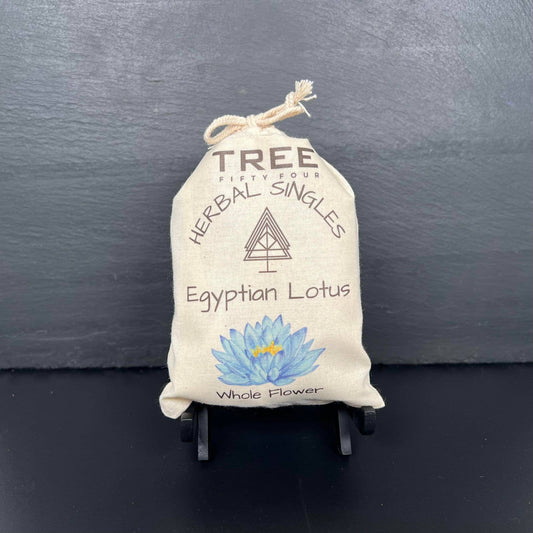 TREE
FIFTY FOUR
HERBAL SINGLES
Egyptian Lotus
Whole Flower